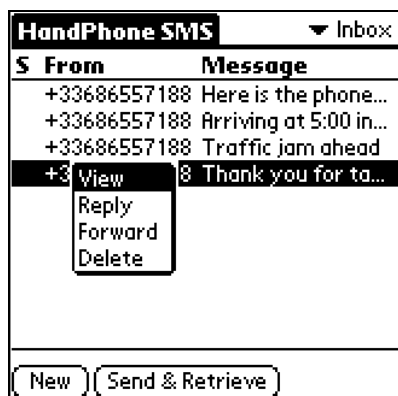 HandPhone SMS Inbox
S From Message
+33686557188 Here is the phone...
+33686557188 Arriving at 5:00 in...
+33686557188 Traffic jam ahead
+3 8 Thank you for ta...
View
Reply
Forward
Delete
New Send & Retrieve